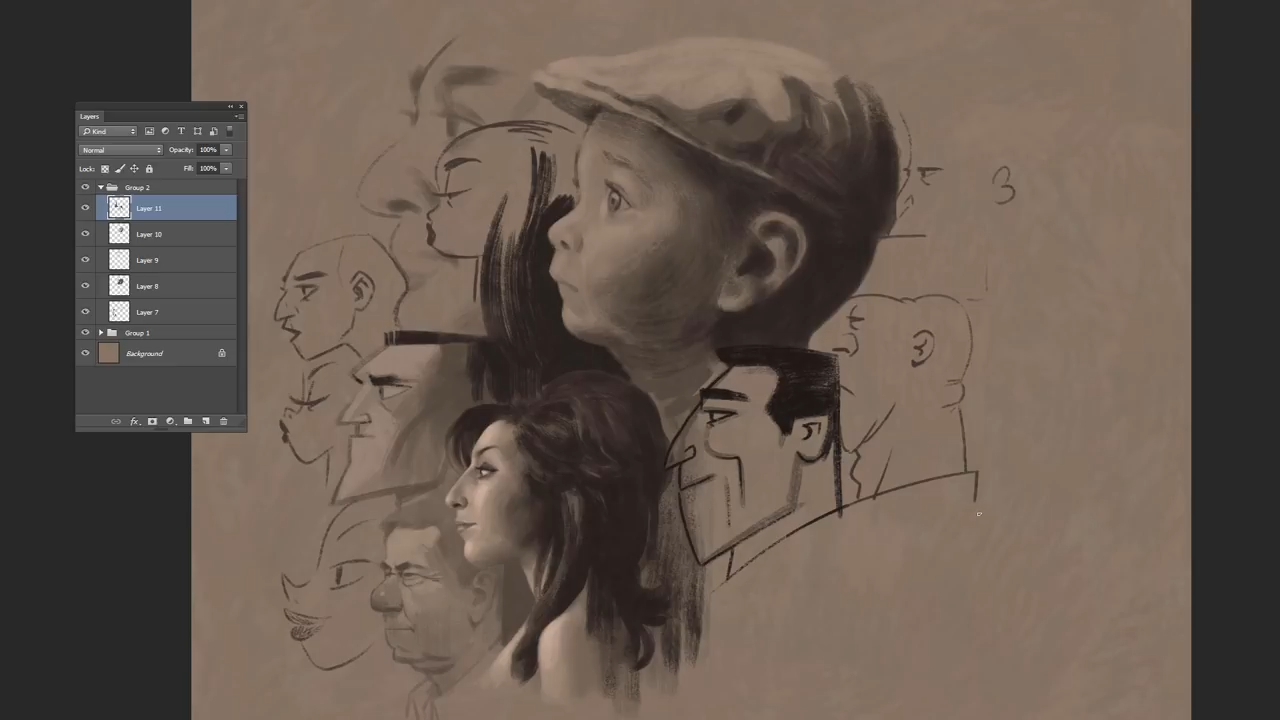 Layers
Kind
Normal Opacity: 100%
Lock: Fill: 100%
Group 2
Layer 11
Layer 10
Layer 9
Layer 8
Layer 7
Group 1
Background
fx
3